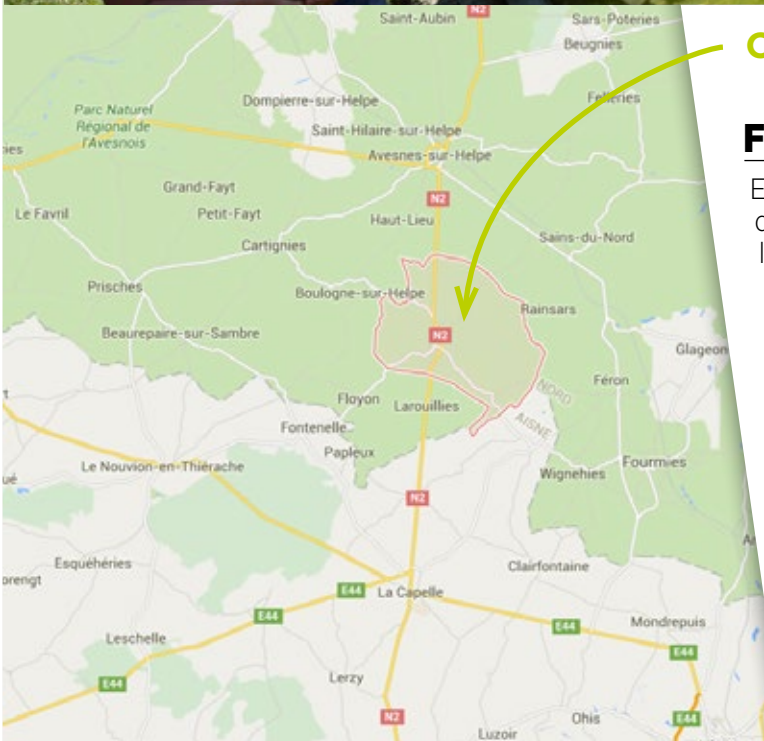 N2
Saint-Aubin
Sars-Poteries
Beugnies
Felleries
Dompierre-sur-Helpe
Parc Naturel
Régional de
l'Avesnois
Saint-Hilaire-sur-Helpe
Avesnes-sur-Helpe
Grand-Fayt
N2
Le Favril
Petit-Fayt
Haut-Lieu
Sains-du-Nord
Cartignies
Prisches
Boulogne-sur-Helpe
Rainsars
N2
Beaurepaire-sur-Sambre
Glageon
Féron
NORD
Floyon
Larouillies
AISNE
Fontenelle
Papleux
Le Nouvion-en-Thiérache
Fourmies
Wignehies
N2
Esquéhéries
Clairfontaine
E44
La Capelle
E44
E44
Mondrepuis
Leschelle
E44
Lerzy
E44
N2
Ohis
E44
Luzoir